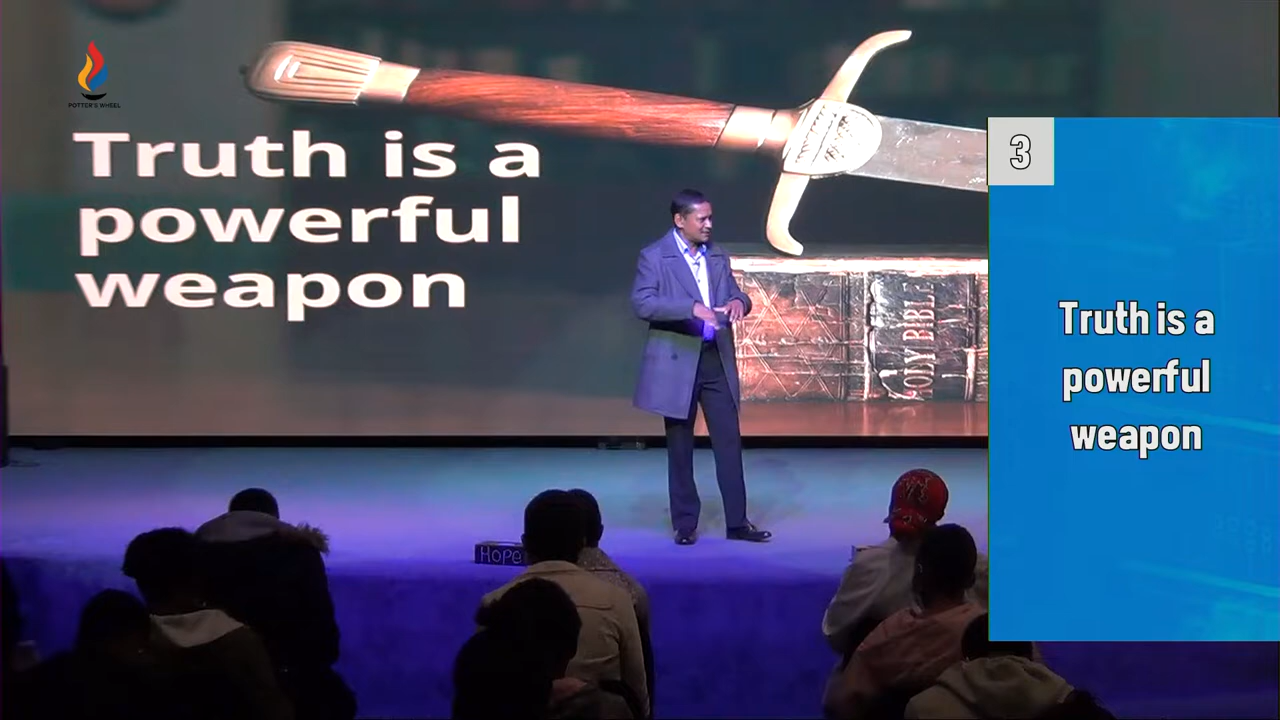 POTTER'S WHEEL
Truth is a
powerful
weapon
HOLY BIBLE
Hope
3
Truth is a
powerful
weapon